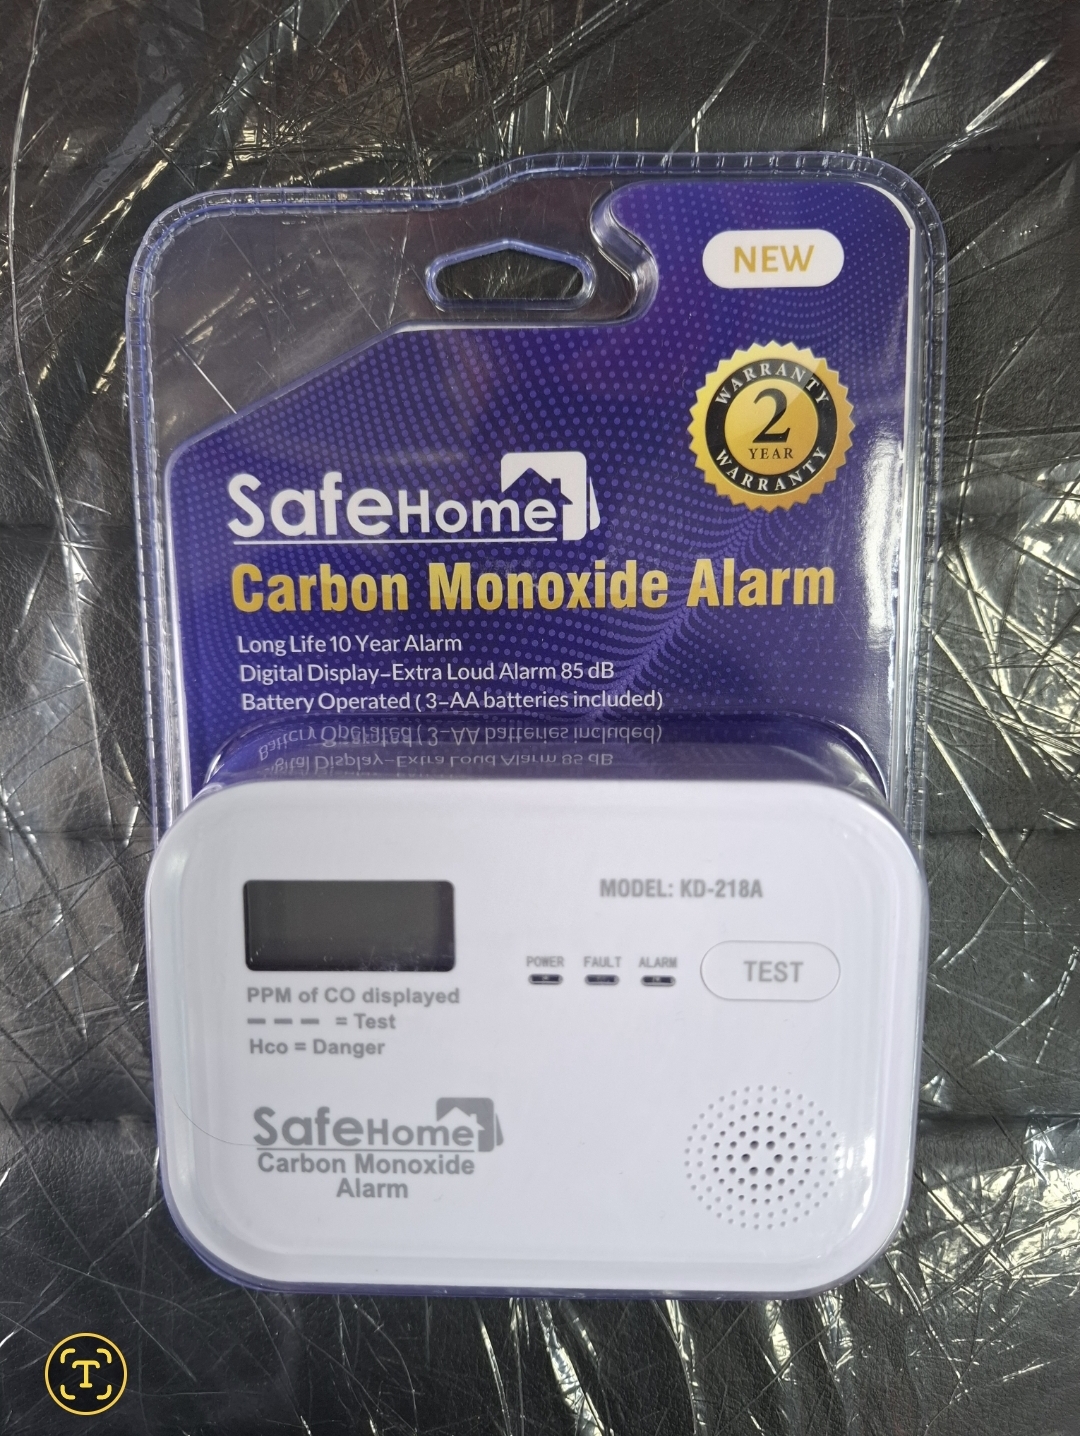 NEW
WARRANTY
2
YEAR
WARRANTY
SafeHome
Carbon Monoxide Alarm
Long Life 10 Year Alarm
Digital Display–Extra Loud Alarm 85 dB
Battery Operated ( 3–AA batteries included)
MODEL: KD-218A
POWER FAULT ALARM
TEST
PPM of CO displayed
– – – = Test
Hco = Danger
SafeHome
Carbon Monoxide
Alarm
T